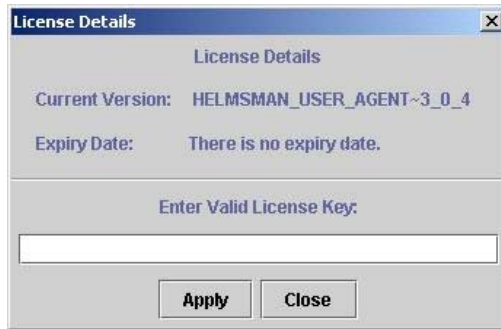 License Details
License Details
Current Version: HELMSMAN_USER_AGENT~3_0_4
Expiry Date: There is no expiry date.
Enter Valid License Key:
Apply Close